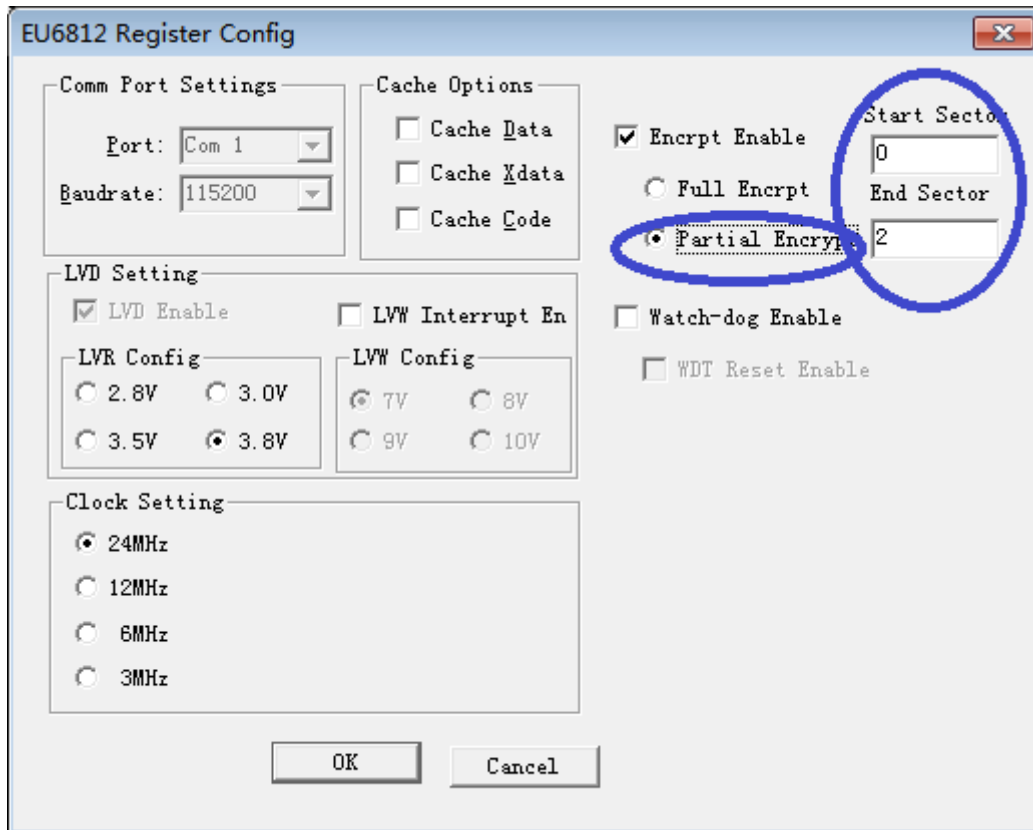 EU6812 Register Config
Comm Port Settings
Port: Com 1
Baudrate: 115200
Cache Options
Cache Data
Cache Xdata
Cache Code
Encrpt Enable
Full Encrpt
Partial Encryp
Start Secto
0
End Sector
2
LVD Setting
LVD Enable
LVW Interrupt En
LVR Config
2.8V 3.0V
3.5V 3.8V
LVW Config
7V 8V
9V 10V
Watch-dog Enable
WDT Reset Enable
Clock Setting
24MHz
12MHz
6MHz
3MHz
OK Cancel